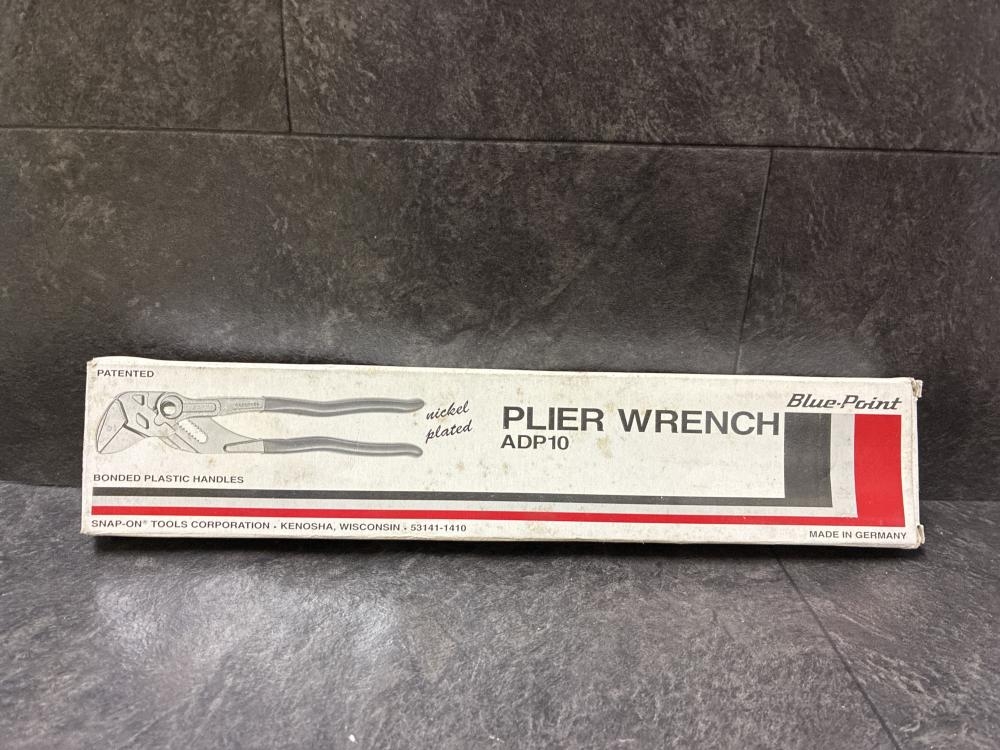 PATENTED
nickel
plated
PLIER WRENCH
ADP10
Blue-Point
BONDED PLASTIC HANDLES
SNAP-ON® TOOLS CORPORATION • KENOSHA, WISCONSIN • 53141-1410
MADE IN GERMANY